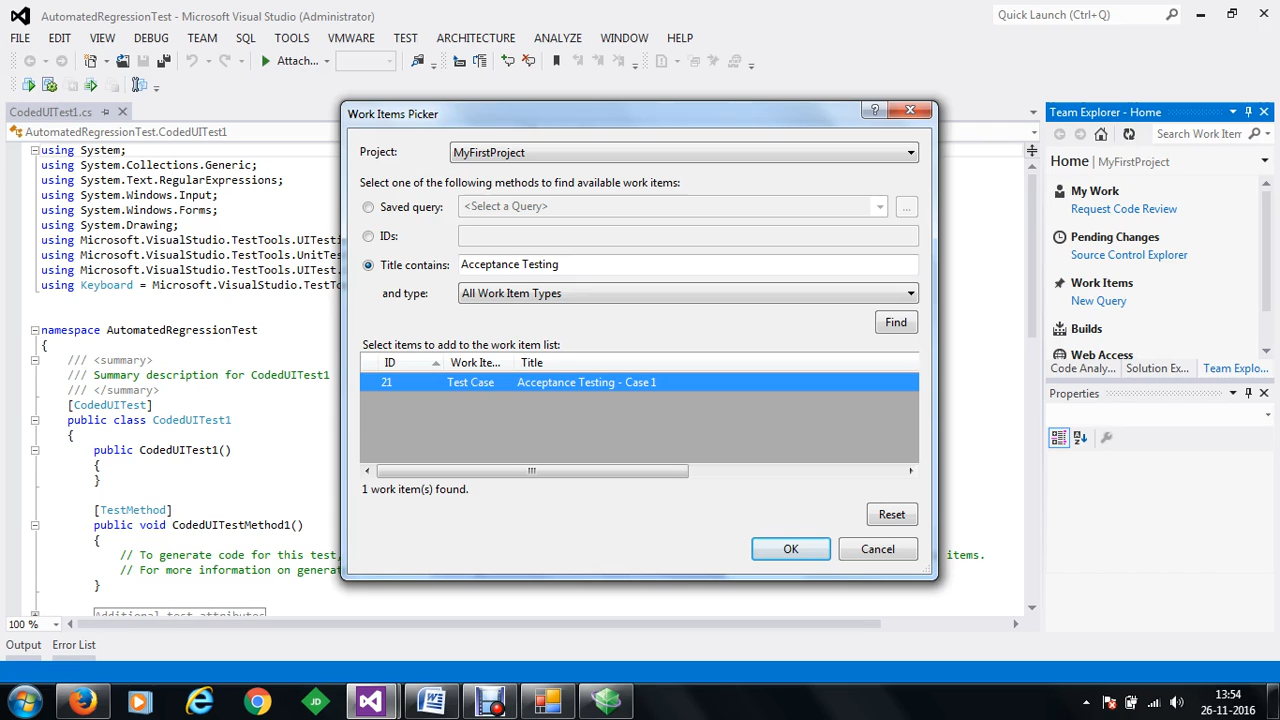 AutomatedRegressionTest - Microsoft Visual Studio (Administrator)
Quick Launch (Ctrl+Q)
FILE EDIT VIEW DEBUG TEAM SQL TOOLS VMWARE TEST ARCHITECTURE ANALYZE WINDOW HELP
Attach...
CodedUITest1.cs
AutomatedRegressionTest.CodedUITest1
using System;
using System.Collections.Generic;
using System.Text.RegularExpressions;
using System.Windows.Input;
using System.Windows.Forms;
using System.Drawing;
using Microsoft.VisualStudio.TestTools.UITesti
using Microsoft.VisualStudio.TestTools.UnitTe
using Microsoft.VisualStudio.TestTools.UITest.
using Keyboard = Microsoft.VisualStudio.TestTo
namespace AutomatedRegressionTest
{
/// <summary>
/// Summary description for CodedUITest1
/// </summary>
[CodedUITest]
public class CodedUITest1
{
public CodedUITest1()
{
}
[TestMethod]
public void CodedUITestMethod1()
{
// To generate code for this test, items.
// For more information on genera
}
Additional test attributes
100 %
Output Error List
Work Items Picker
?
Project: MyFirstProject
Select one of the following methods to find available work items:
Saved query: <Select a Query> ...
IDs:
Title contains: Acceptance Testing
and type: All Work Item Types
Find
Select items to add to the work item list:
ID Work Ite... Title
21 Test Case Acceptance Testing - Case 1
1 work item(s) found.
Reset
OK Cancel
Team Explorer - Home
Search Work Item
Home | MyFirstProject
My Work
Request Code Review
Pending Changes
Source Control Explorer
Work Items
New Query
Builds
Web Access
Code Analy... Solution Ex... Team Explo...
Properties
JD
13:54
26-11-2016